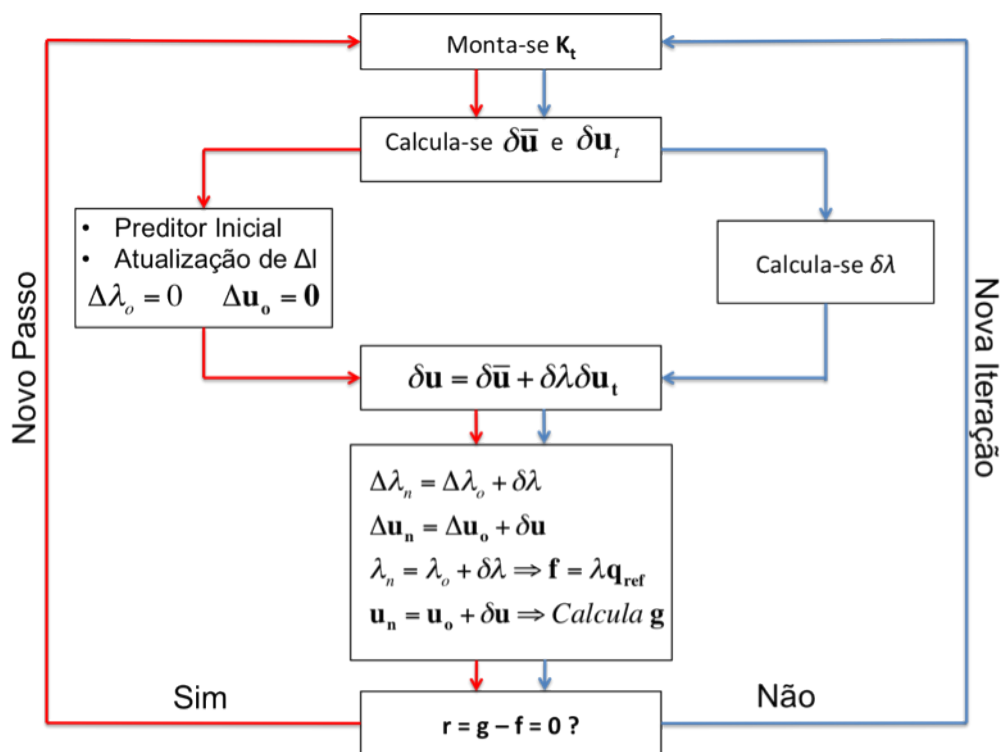 Monta-se K_t
Calcula-se δū e δu_t
• Preditor Inicial
• Atualização de Δl
Δλ_o = 0 Δu_o = 0
Calcula-se δλ
Novo Passo
Nova Iteração
δu = δū + δλδu_t
Δλ_n = Δλ_o + δλ
Δu_n = Δu_o + δu
λ_n = λ_o + δλ ⇒ f = λq_ref
u_n = u_o + δu ⇒ Calcula g
Sim
Não
r = g – f = 0 ?